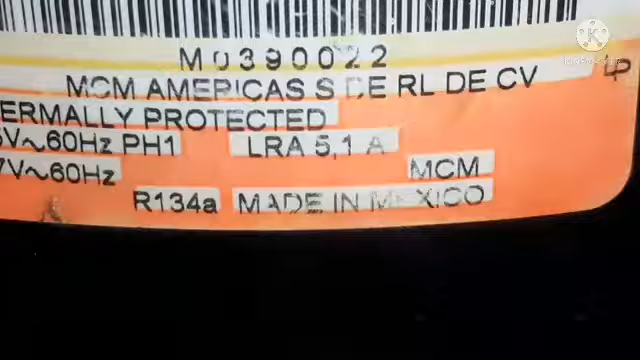 M0390022
MCM AMERICAS S DE RL DE CV
ERMALLY PROTECTED
V~60Hz PH1 LRA 5,1 A
7V~60Hz MCM
R134a MADE IN MEXICO